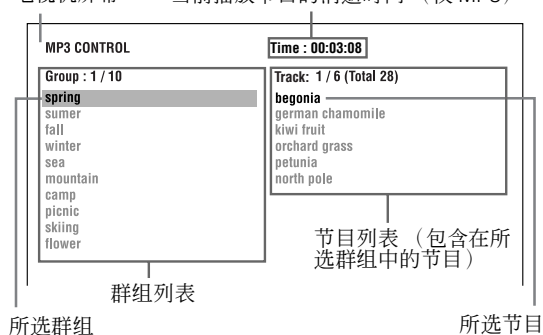 MP3 CONTROL
Time : 00:03:08
Group : 1 / 10
spring
sumer
fall
winter
sea
mountain
camp
picnic
skiing
flower
Track: 1 / 6 (Total 28)
begonia
german chamomile
kiwi fruit
orchard grass
petunia
north pole
节目列表（包含在所
选群组中的节目）
群组列表
所选群组
所选节目